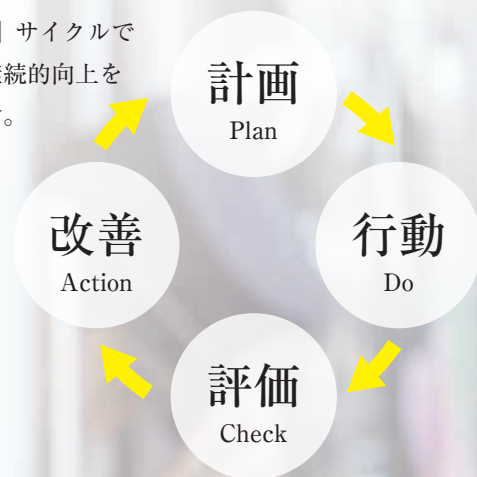 サイクルで
続的向上を
。
計画
Plan
行動
Do
評価
Check
改善
Action